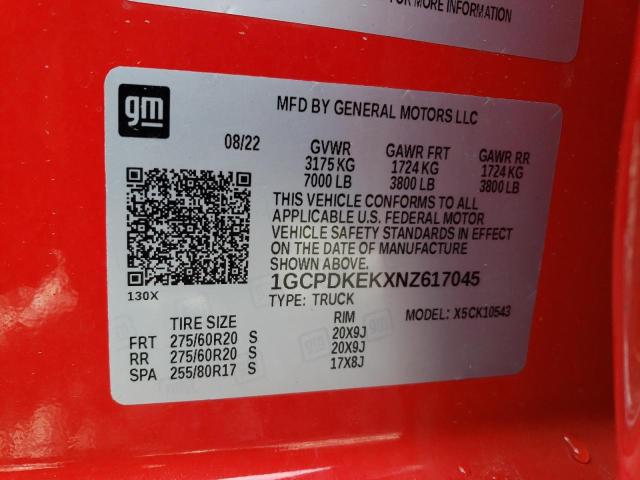 FOR MORE INFORMATION
gm
MFD BY GENERAL MOTORS LLC
08/22 GVWR GAWR FRT GAWR RR
3175 KG 1724 KG 1724 KG
7000 LB 3800 LB 3800 LB
THIS VEHICLE CONFORMS TO ALL
APPLICABLE U.S. FEDERAL MOTOR
VEHICLE SAFETY STANDARDS IN EFFECT
ON THE DATE OF MANUFACTURE
SHOWN ABOVE.
130X
1GCPDKEKXNZ617045
TYPE: TRUCK MODEL: X5CK10543
TIRE SIZE RIM
FRT 275/60R20 S 20X9J
RR 275/60R20 S 20X9J
SPA 255/80R17 S 17X8J